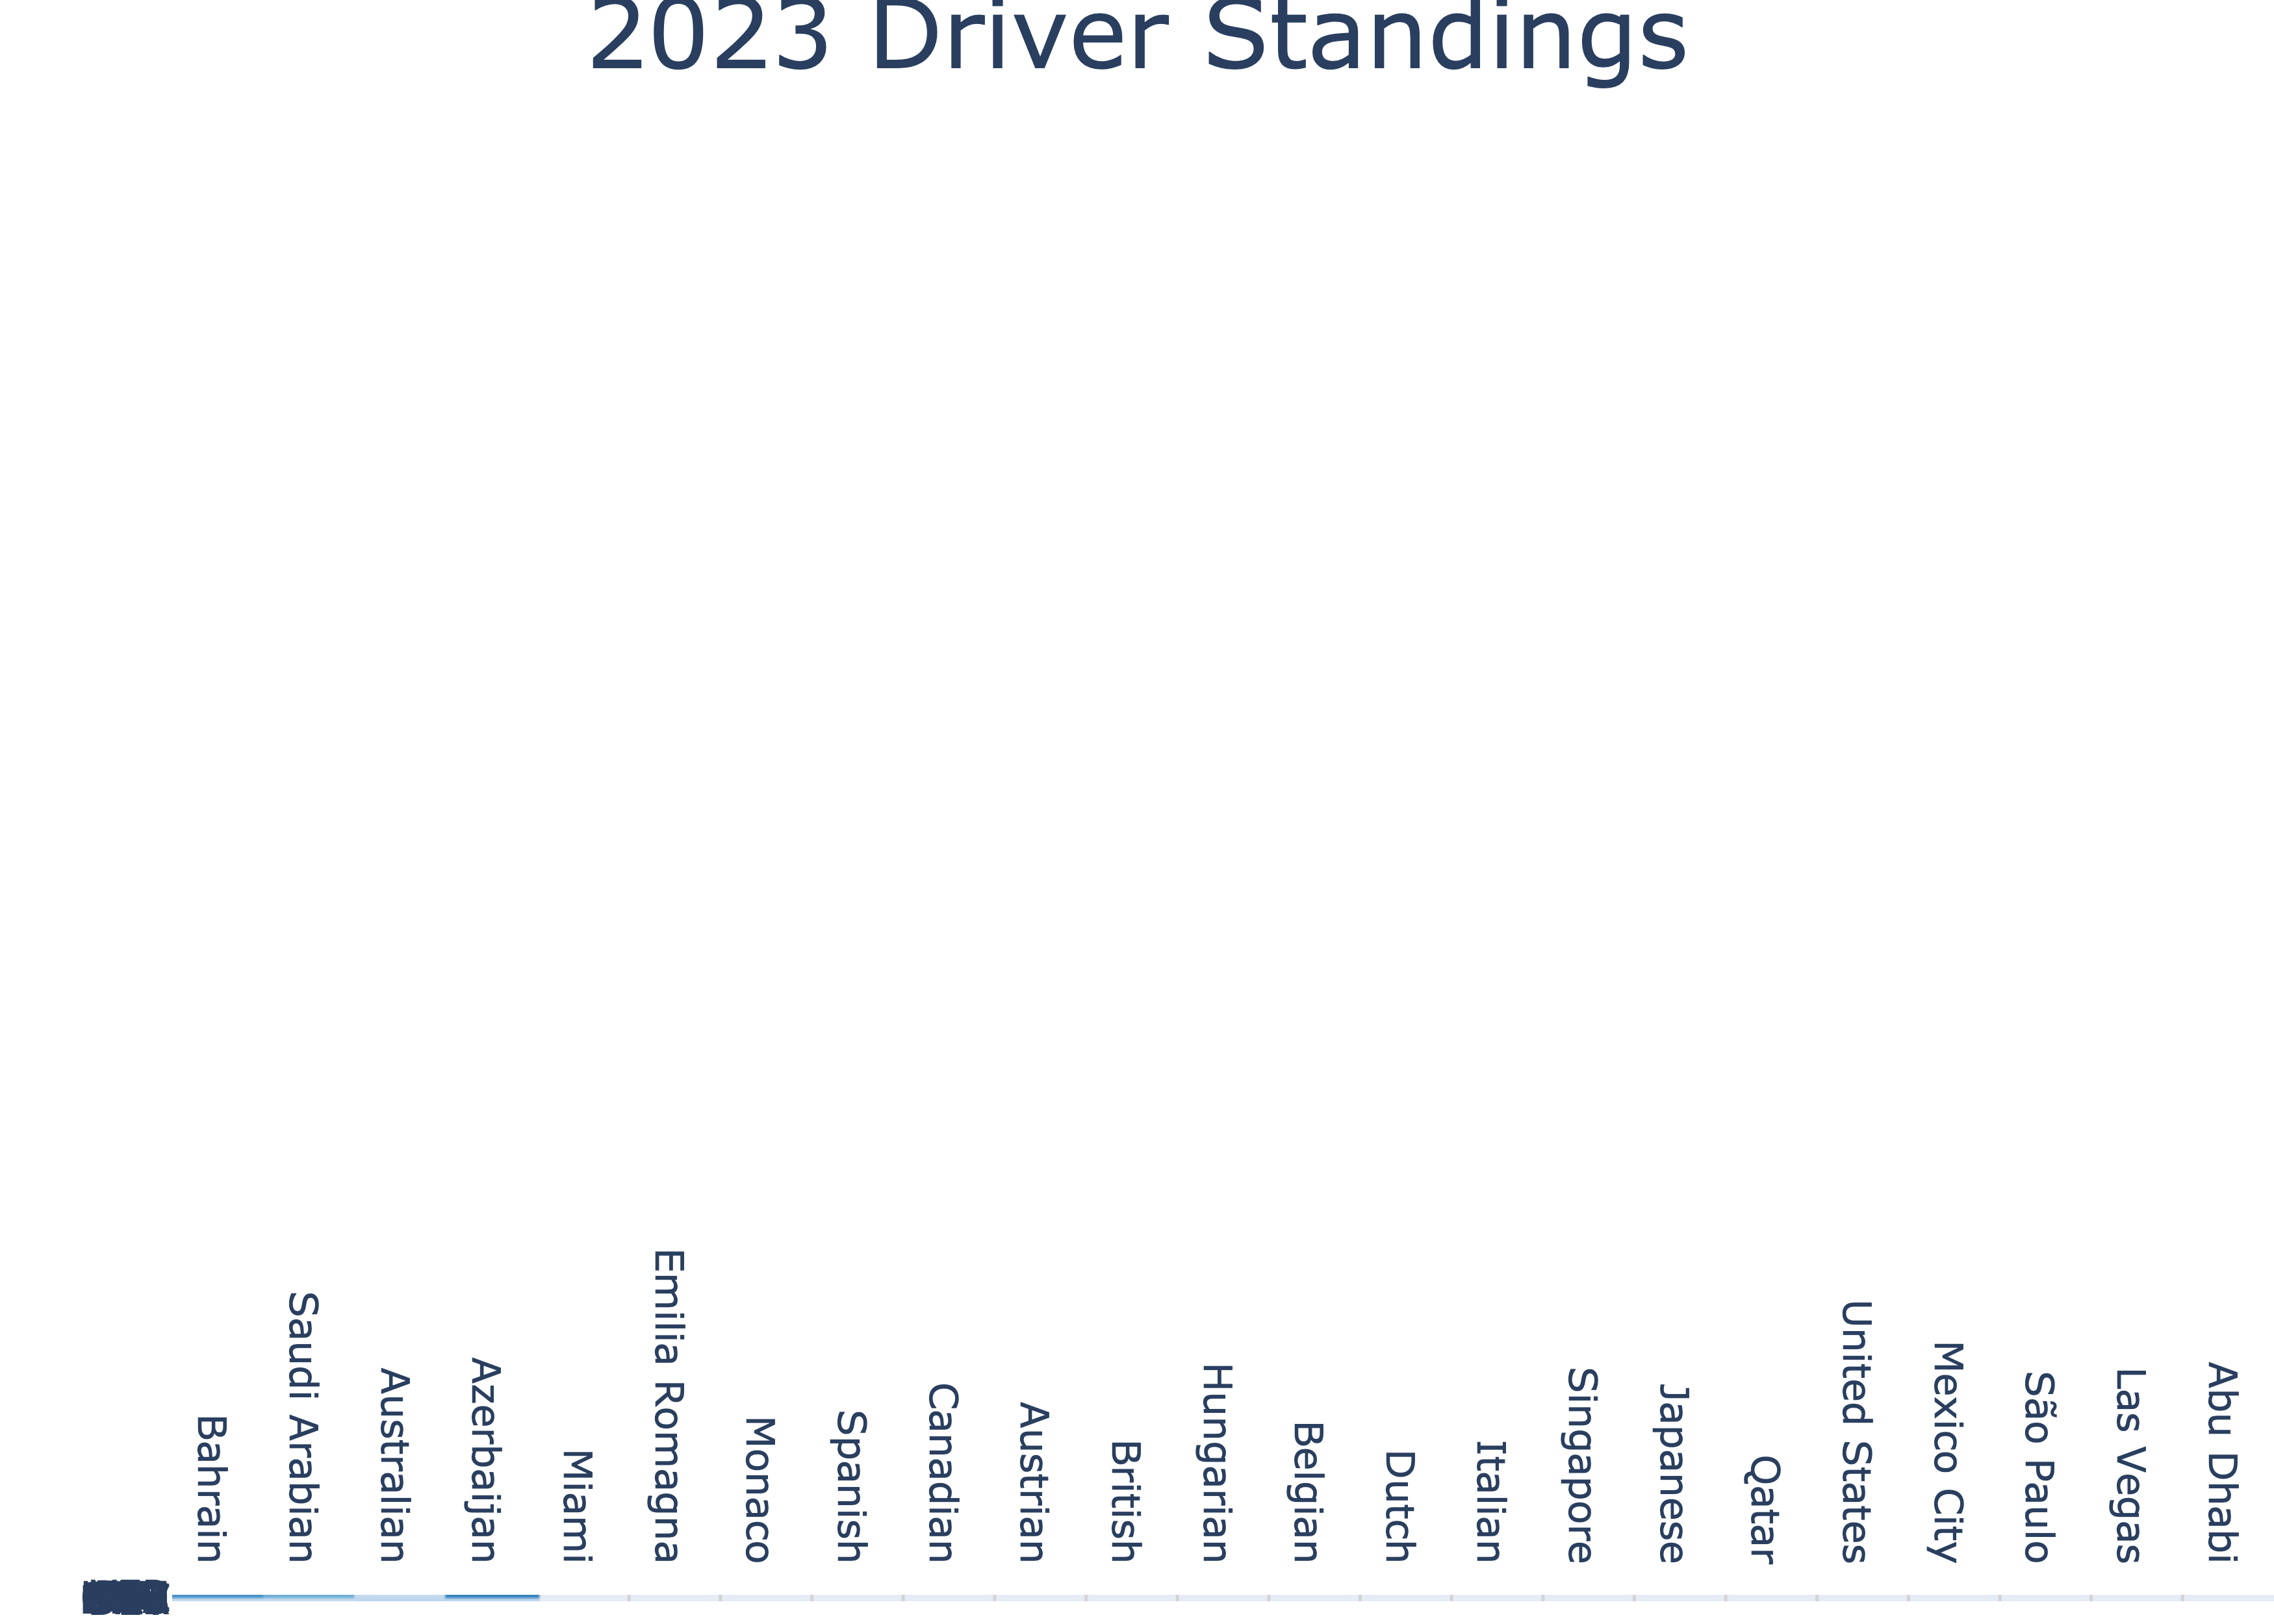 2023 Driver Standings
Bahrain
Saudi Arabian
Australian
Azerbaijan
Miami
Emilia Romagna
Monaco
Spanish
Canadian
Austrian
British
Hungarian
Belgian
Dutch
Italian
Singapore
Japanese
Qatar
United States
Mexico City
São Paulo
Las Vegas
Abu Dhabi